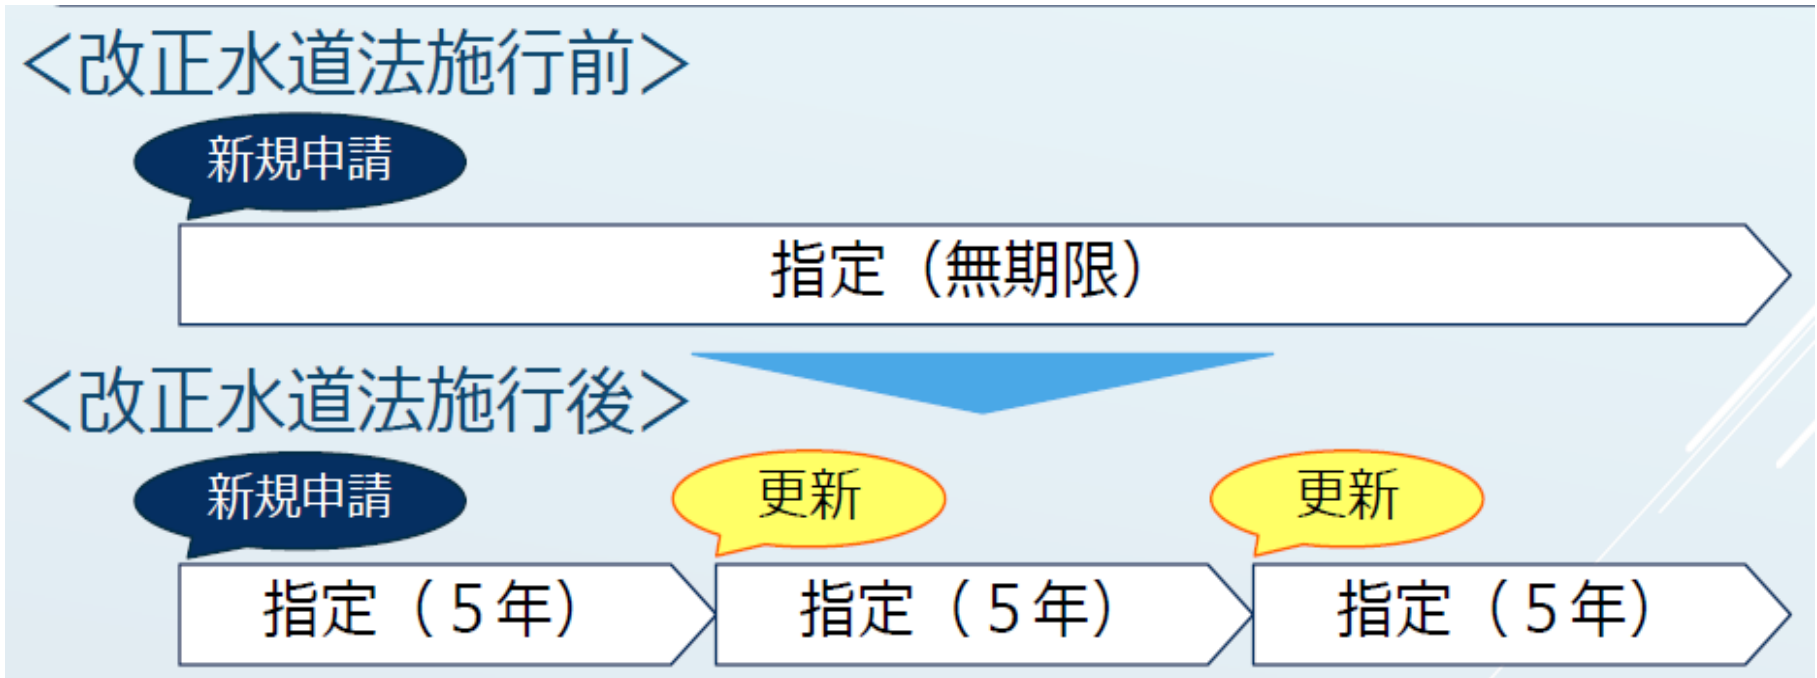 ＜改正水道法施行前＞
新規申請
指定（無期限）
＜改正水道法施行後＞
新規申請
更新
更新
指定（５年）
指定（５年）
指定（５年）